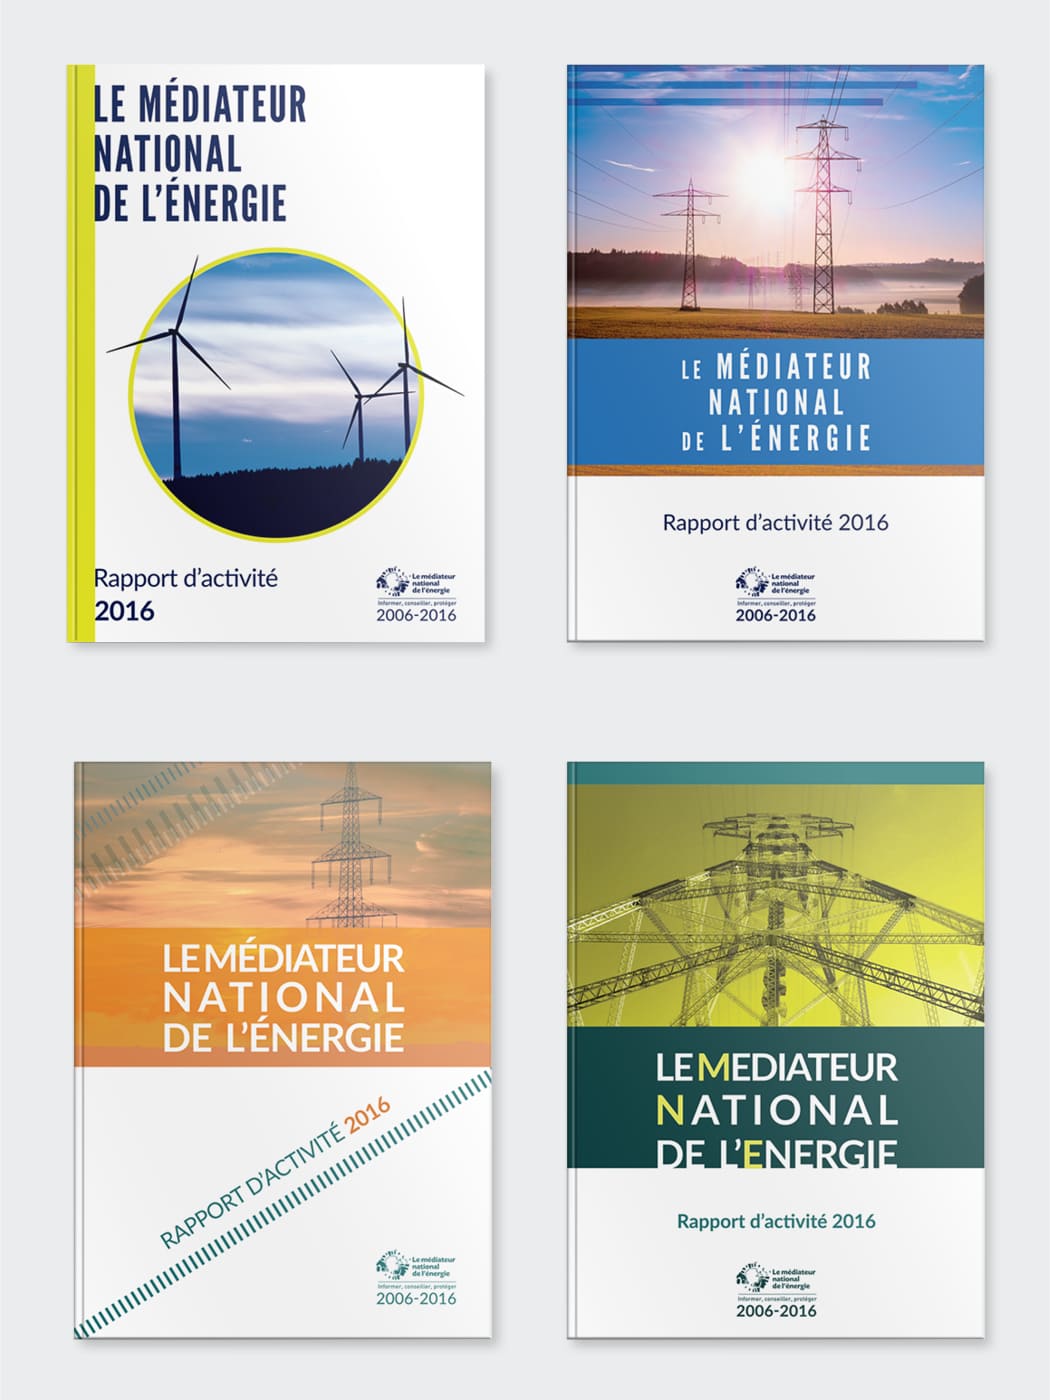 LE MÉDIATEUR
NATIONAL
DE L'ÉNERGIE
Rapport d'activité
2016
Le médiateur
national
de l'énergie
Informer, conseiller, protéger
2006-2016
LE MÉDIATEUR
NATIONAL
DE L'ÉNERGIE
Rapport d'activité 2016
Le médiateur
national
de l'énergie
Informer, conseiller, protéger
2006-2016
LE MÉDIATEUR
NATIONAL
DE L'ÉNERGIE
RAPPORT D'ACTIVITÉ 2016
Le médiateur
national
de l'énergie
Informer, conseiller, protéger
2006-2016
LE MEDIATEUR
NATIONAL
DE L'ENERGIE
Rapport d'activité 2016
Le médiateur
national
de l'énergie
Informer, conseiller, protéger
2006-2016